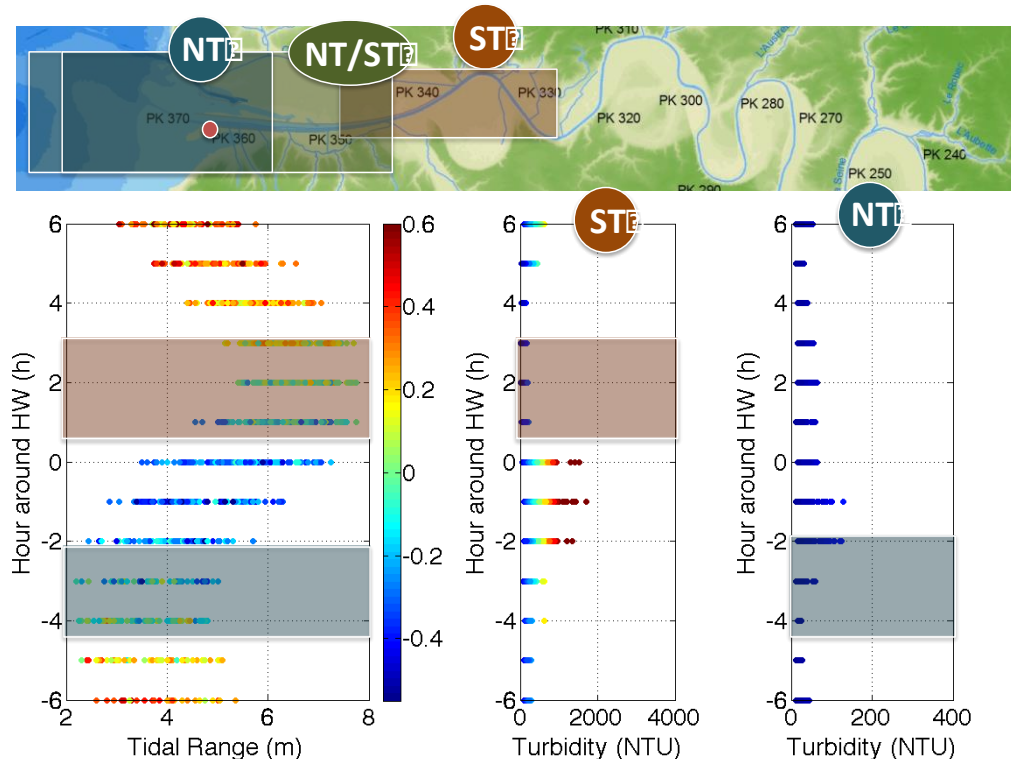 NT
NT/ST
ST
PK 310
PK 370
PK 360
PK 350
PK 340
PK 330
PK 320
PK 300
PK 290
PK 280
PK 270
PK 250
PK 240
L'Aubette
ST
NT
Hour around HW (h)
6
4
2
0
-2
-4
-6
2
4
6
8
Tidal Range (m)
0.6
0.4
0.2
0
-0.2
-0.4
Hour around HW (h)
6
4
2
0
-2
-4
-6
0
2000
4000
Turbidity (NTU)
Hour around HW (h)
6
4
2
0
-2
-4
-6
0
200
400
Turbidity (NTU)